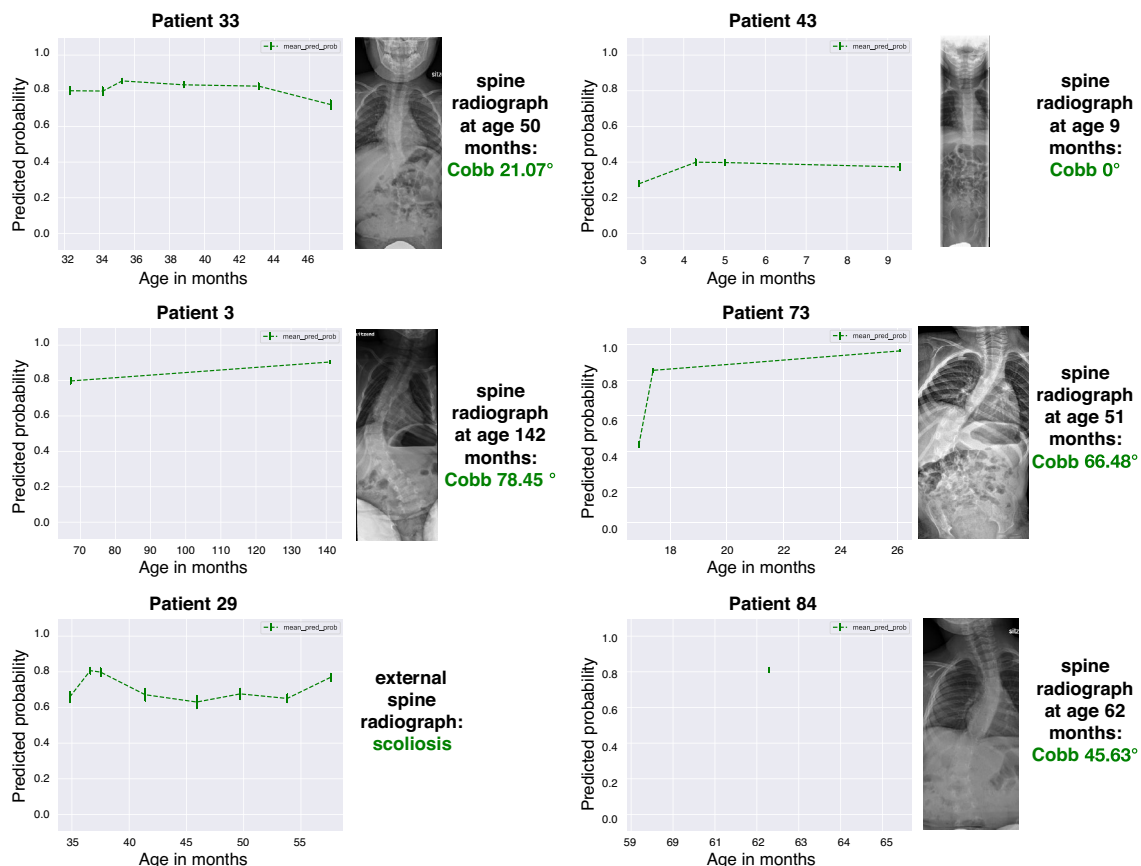 Patient 33
1.0
0.8
0.6
0.4
0.2
0.0
Predicted probability
mean_pred_prob
32 34 35 38 40 42 44 46
Age in months
spine
radiograph
at age 50
months:
Cobb 21.07°
Patient 43
1.0
0.8
0.6
0.4
0.2
0.0
Predicted probability
mean_pred_prob
3 4 5 6 7 8 9
Age in months
spine
radiograph
at age 9
months:
Cobb 0°
Patient 3
1.0
0.8
0.6
0.4
0.2
0.0
Predicted probability
mean_pred_prob
70 80 90 100 110 120 130 140
Age in months
spine
radiograph
at age 142
months:
Cobb 78.45 °
Patient 73
1.0
0.8
0.6
0.4
0.2
0.0
Predicted probability
mean_pred_prob
18 20 22 24 26
Age in months
spine
radiograph
at age 51
months:
Cobb 66.48°
Patient 29
1.0
0.8
0.6
0.4
0.2
0.0
Predicted probability
mean_pred_prob
35 40 45 50 55
Age in months
external
spine
radiograph:
scoliosis
Patient 84
1.0
0.8
0.6
0.4
0.2
0.0
Predicted probability
mean_pred_prob
59 69 61 62 63 64 65
Age in months
spine
radiograph
at age 62
months:
Cobb 45.63°